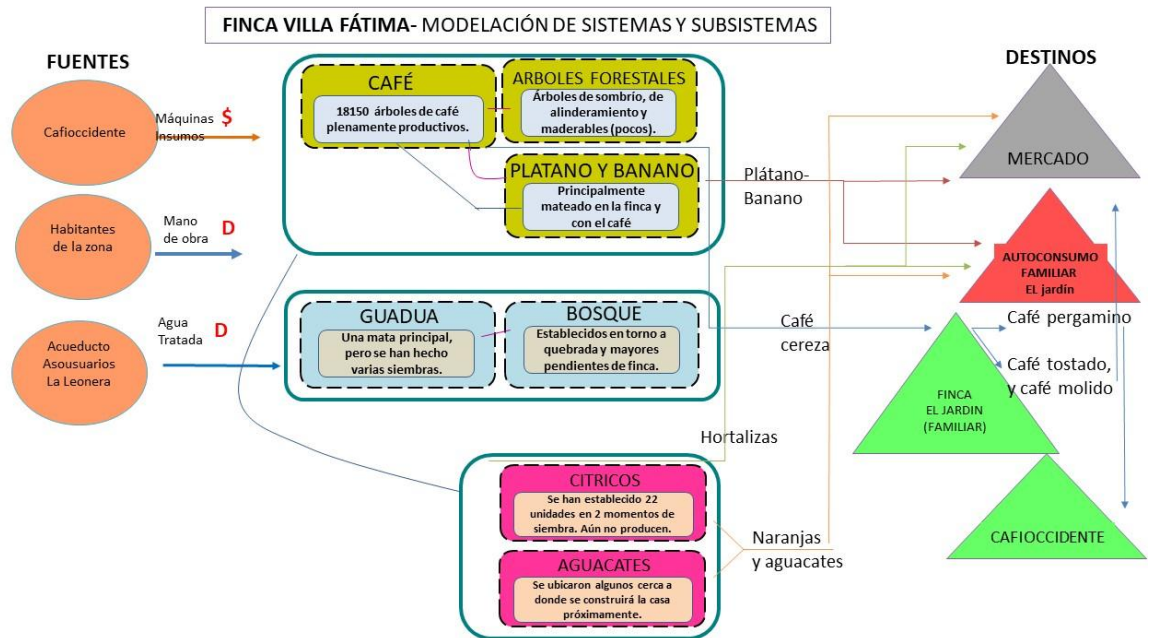 FINCA VILLA FÁTIMA- MODELACIÓN DE SISTEMAS Y SUBSISTEMAS
FUENTES
Cafioccidente
Máquinas $
Insumos
Habitantes
de la zona
Mano
de obra D
Acueducto
Asousuarios
La Leonera
Agua
Tratada D
CAFÉ
18150 árboles de café
plenamente productivos.
ARBOLES FORESTALES
Árboles de sombrío, de
alinderamiento y
maderables (pocos).
PLATANO Y BANANO
Principalmente
mateado en la finca y
con el café
GUADUA
Una mata principal,
pero se han hecho
varias siembras.
BOSQUE
Establecidos en torno a
quebrada y mayores
pendientes de finca.
CITRICOS
Se han establecido 22
unidades en 2 momentos de
siembra. Aún no producen.
AGUACATES
Se ubicaron algunos cerca a
donde se construirá la casa
próximamente.
Plátano-
Banano
Café
cereza
Hortalizas
Naranjas
y aguacates
DESTINOS
MERCADO
AUTOCONSUMO
FAMILIAR
EL jardín
Café pergamino
Café tostado,
y café molido
FINCA
EL JARDIN
(FAMILIAR)
CAFIOCCIDENTE